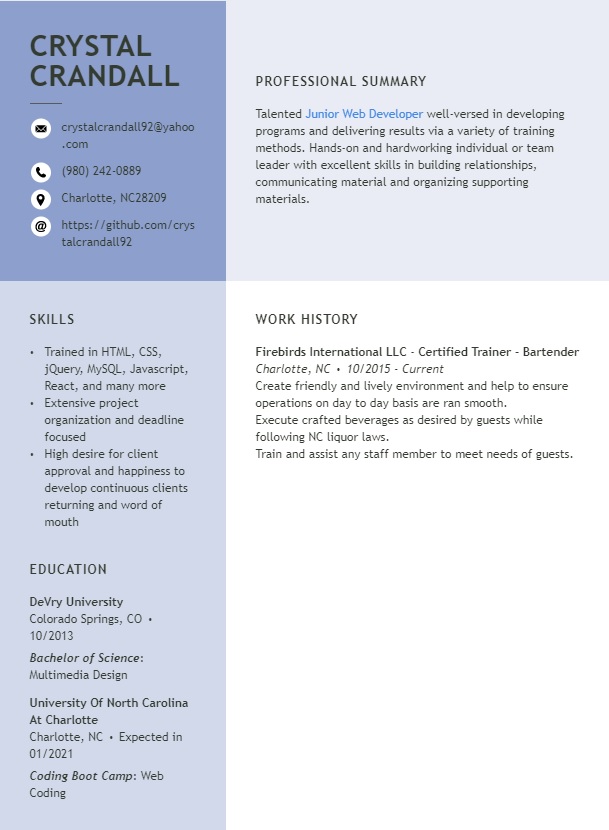 CRYSTAL
CRANDALL
crystalcrandall92@yahoo
.com
(980) 242-0889
Charlotte, NC28209
https://github.com/crys
talcrandall92
PROFESSIONAL SUMMARY
Talented Junior Web Developer well-versed in developing
programs and delivering results via a variety of training
methods. Hands-on and hardworking individual or team
leader with excellent skills in building relationships,
communicating material and organizing supporting
materials.
SKILLS
• Trained in HTML, CSS,
jQuery, MySQL, Javascript,
React, and many more
• Extensive project
organization and deadline
focused
• High desire for client
approval and happiness to
develop continuous clients
returning and word of
mouth
EDUCATION
DeVry University
Colorado Springs, CO •
10/2013
Bachelor of Science:
Multimedia Design
University Of North Carolina
At Charlotte
Charlotte, NC • Expected in
01/2021
Coding Boot Camp: Web
Coding
WORK HISTORY
Firebirds International LLC - Certified Trainer - Bartender
Charlotte, NC • 10/2015 - Current
Create friendly and lively environment and help to ensure
operations on day to day basis are ran smooth.
Execute crafted beverages as desired by guests while
following NC liquor laws.
Train and assist any staff member to meet needs of guests.